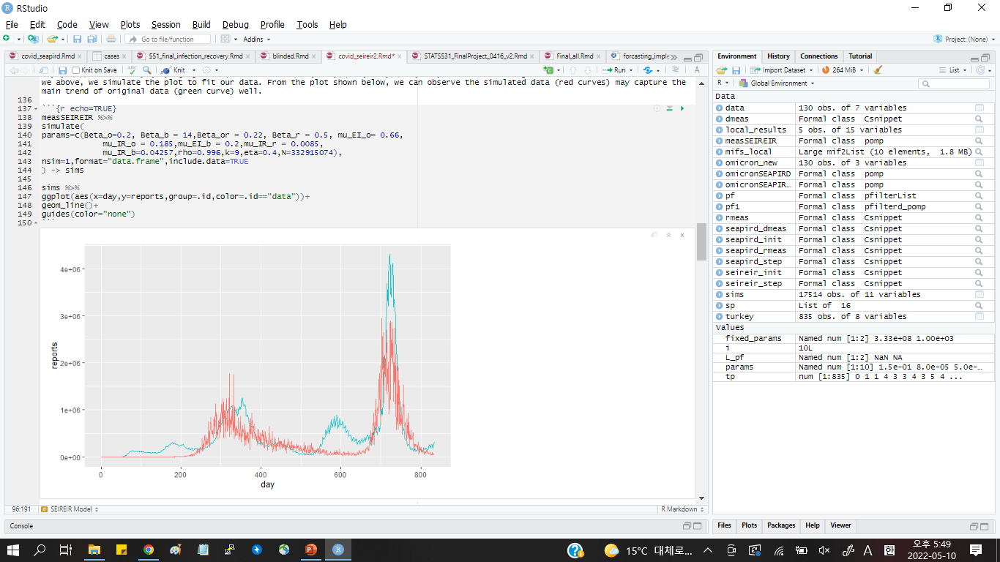 RStudio
File Edit Code View Plots Session Build Debug Profile Tools Help
Go to file/function Addins Project: (None)
covid_seapird.Rmd cases 551_final_infection_recovery.Rmd blinded.Rmd covid_seireir2.Rmd* STATS531_FinalProject_0416_v2.Rmd Final_all.Rmd forcasting_imple
Knit on Save Knit Run
we above, we simulate the plot to fit our data. From the plot shown below, we can observe the simulated data (red curves) may capture the
main trend of original data (green curve) well.
136
137 ```{r echo=TRUE}
138 measSEIREIR %>%
139 simulate(
140 params=c(Beta_o=0.2, Beta_b = 14,Beta_or = 0.22, Beta_r = 0.5, mu_EI_o= 0.66,
141 mu_IR_o = 0.185,mu_EI_b = 0.2,mu_IR_r = 0.0085,
142 mu_IR_b=0.04257,rho=0.996,k=9,eta=0.4,N=332915074),
143 nsim=1,format="data.frame",include.data=TRUE
144 ) -> sims
145
146 sims %>%
147 ggplot(aes(x=day,y=reports,group=.id,color=.id=="data"))+
148 geom_line()+
149 guides(color="none")
150 ```
4e+06
3e+06
2e+06
1e+06
0e+00
reports
0 200 400 600 800
day
96:191 SEIREIR Model R Markdown
Console
Environment History Connections Tutorial
Import Dataset 264 MiB List
R Global Environment
Data
data 130 obs. of 7 variables
dmeas Formal class Csnippet
local_results 5 obs. of 15 variables
measSEIREIR Formal class pomp
mifs_local Large mif2List (10 elements, 1.8 MB)
omicron_new 130 obs. of 3 variables
omicronSEAPIRD Formal class pomp
omicronSEAPIR… Formal class pomp
pf Formal class pfilterList
pf1 Formal class pfilterd_pomp
rmeas Formal class Csnippet
seapird_dmeas Formal class Csnippet
seapird_init Formal class Csnippet
seapird_rmeas Formal class Csnippet
seapird_step Formal class Csnippet
seireir_init Formal class Csnippet
seireir_step Formal class Csnippet
sims 17514 obs. of 11 variables
sp List of 16
turkey 835 obs. of 8 variables
Values
fixed_params Named num [1:2] 3.33e+08 1.00e+03
i 10L
L_pf Named num [1:2] NaN NA
params Named num [1:10] 1.5e-01 8.0e-05 5.0e-…
tp num [1:835] 0 1 1 4 3 3 4 3 5 4 ...
Files Plots Packages Help Viewer
15°C 대체로... A 한 오후 5:49
2022-05-10